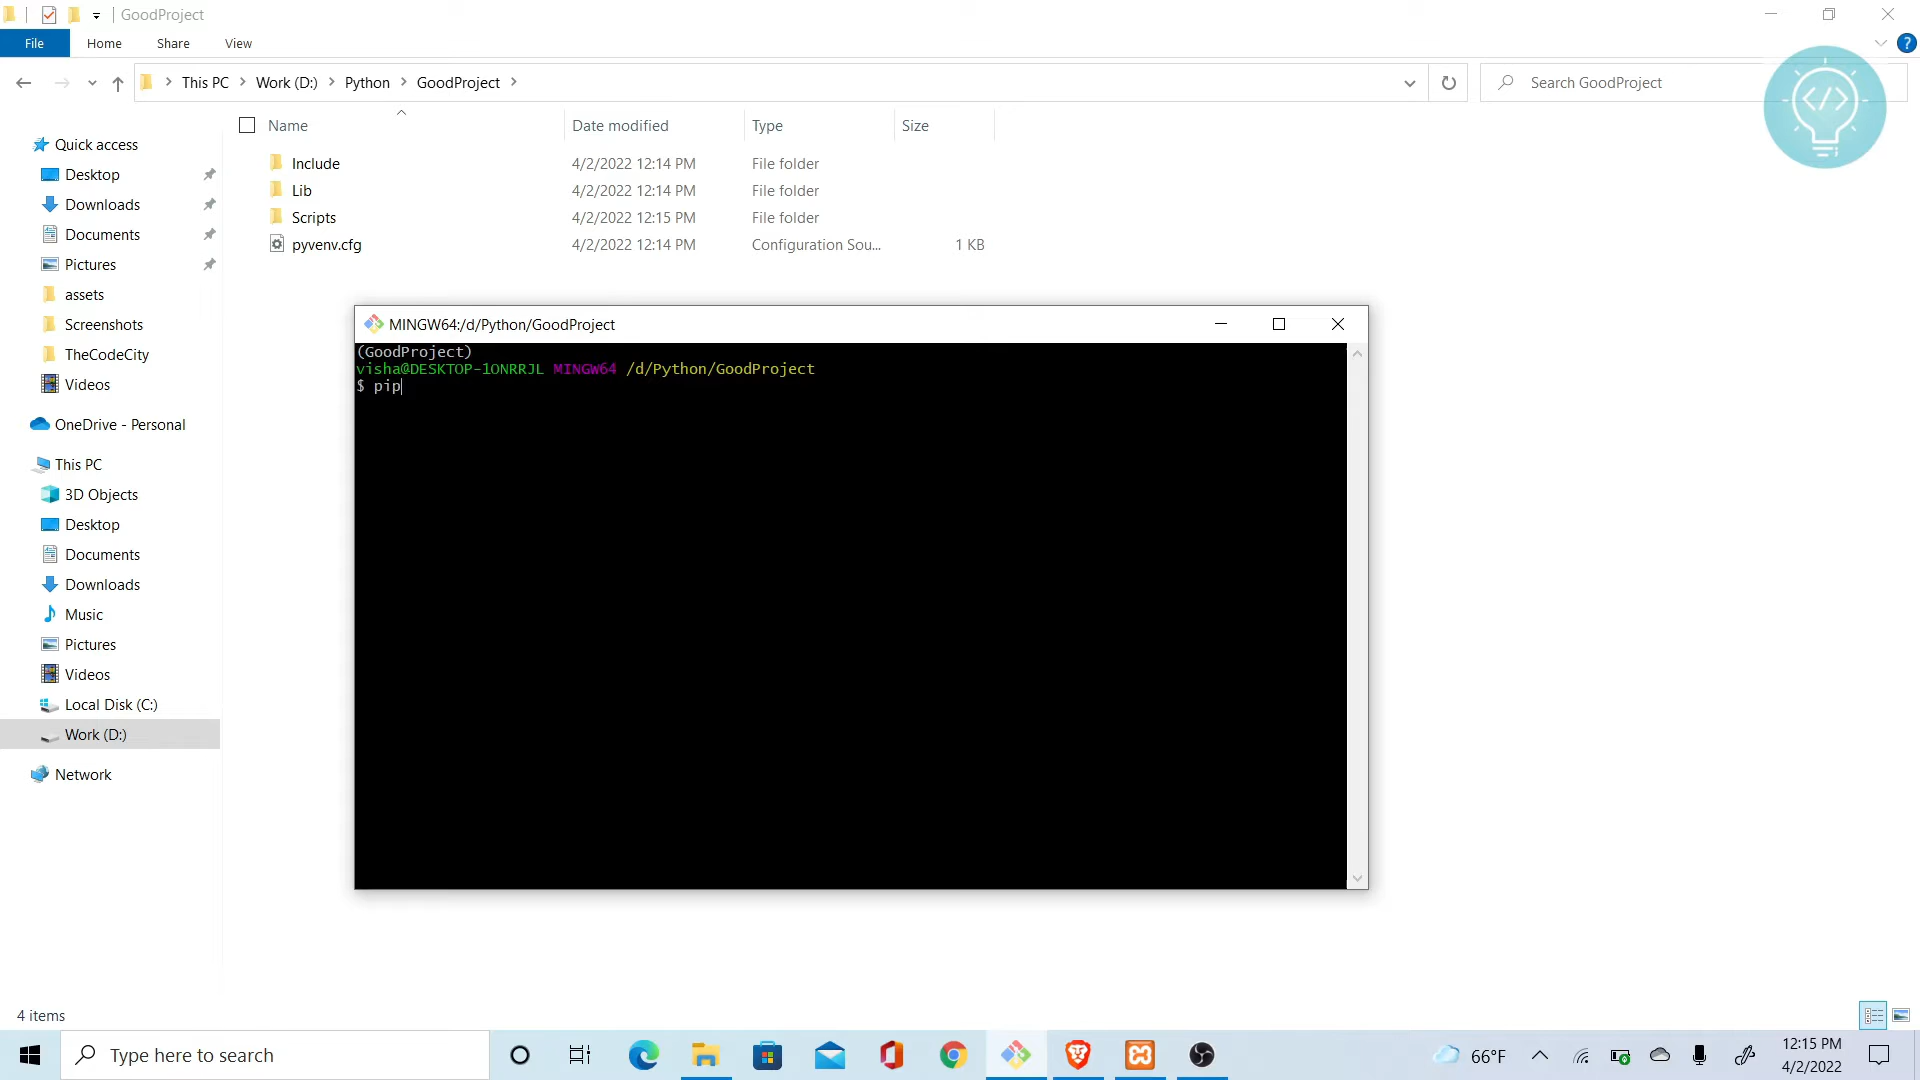 GoodProject
File
Home
Share
View
This PC
Work (D:)
Python
GoodProject
Search GoodProject
Name
Date modified
Type
Size
Include
4/2/2022 12:14 PM
File folder
Lib
4/2/2022 12:14 PM
File folder
Scripts
4/2/2022 12:15 PM
File folder
pyvenv.cfg
4/2/2022 12:14 PM
Configuration Sou...
1 KB
Quick access
Desktop
Downloads
Documents
Pictures
assets
Screenshots
TheCodeCity
Videos
OneDrive - Personal
This PC
3D Objects
Desktop
Documents
Downloads
Music
Pictures
Videos
Local Disk (C:)
Work (D:)
Network
MINGW64:/d/Python/GoodProject
(GoodProject)
visha@DESKTOP-1ONRRJL MINGW64 /d/Python/GoodProject
$ pip
4 items
Type here to search
66°F
12:15 PM
4/2/2022